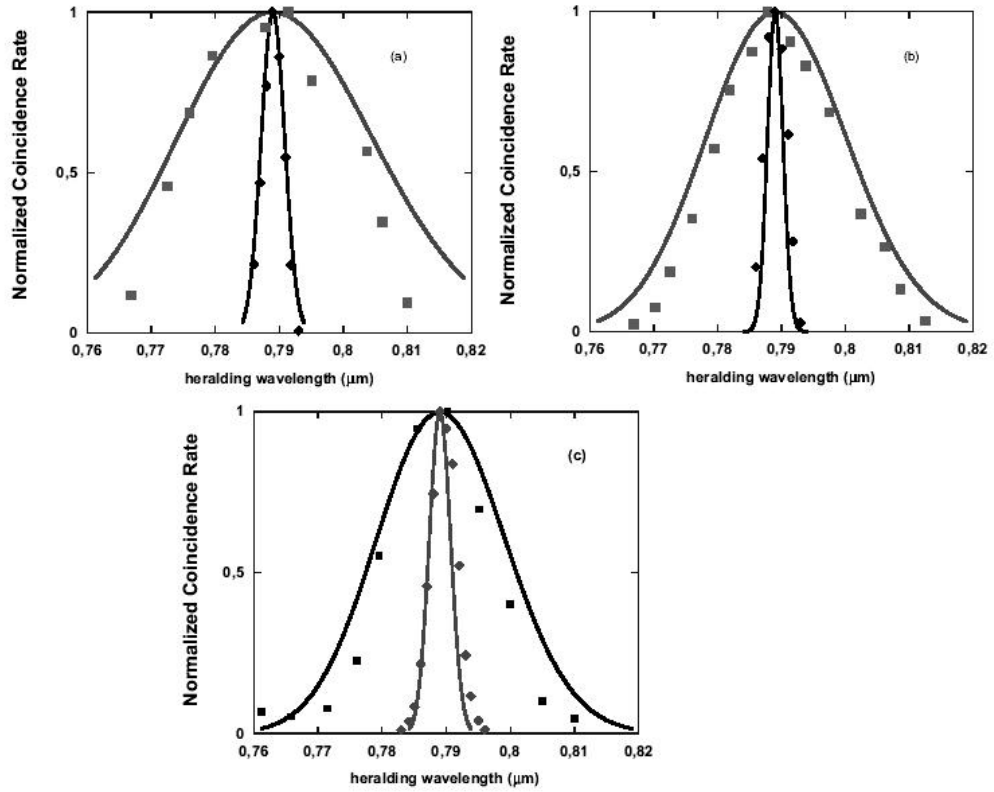 Normalized Coincidence Rate
1
0,5
0
(a)
0,76 0,77 0,78 0,79 0,8 0,81 0,82
heralding wavelength (μm)
Normalized Coincidence Rate
1
0,5
0
(b)
0,76 0,77 0,78 0,79 0,8 0,81 0,82
heralding wavelength (μm)
Normalized Coincidence Rate
1
0,5
0
(c)
0,76 0,77 0,78 0,79 0,8 0,81 0,82
heralding wavelength (μm)